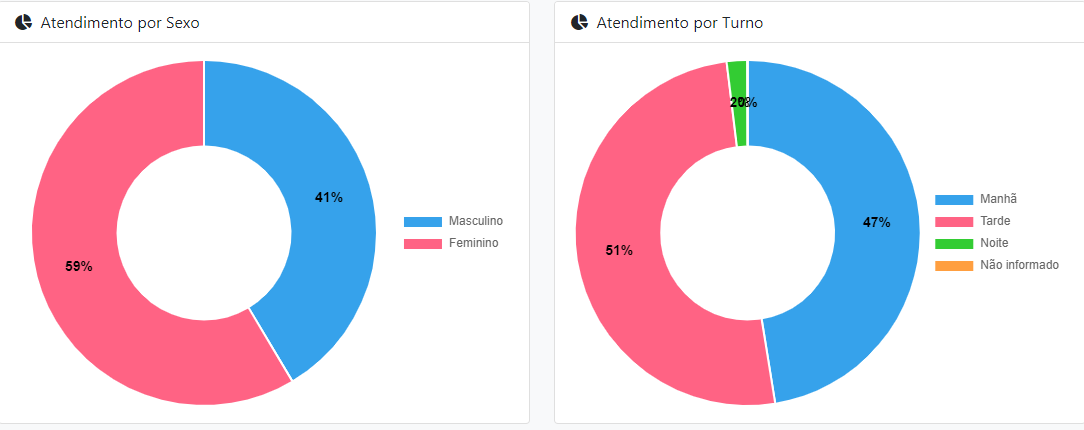 Atendimento por Sexo
41%
59%
Masculino
Feminino
Atendimento por Turno
47%
51%
Manhã
Tarde
Noite
Não informado